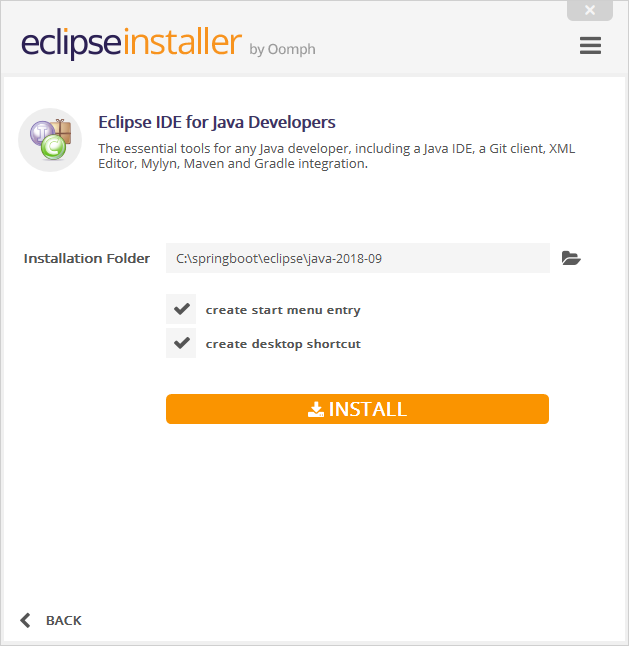 eclipseinstaller by Oomph
Eclipse IDE for Java Developers
The essential tools for any Java developer, including a Java IDE, a Git client, XML
Editor, Mylyn, Maven and Gradle integration.
Installation Folder C:\springboot\eclipse\java-2018-09
create start menu entry
create desktop shortcut
INSTALL
BACK